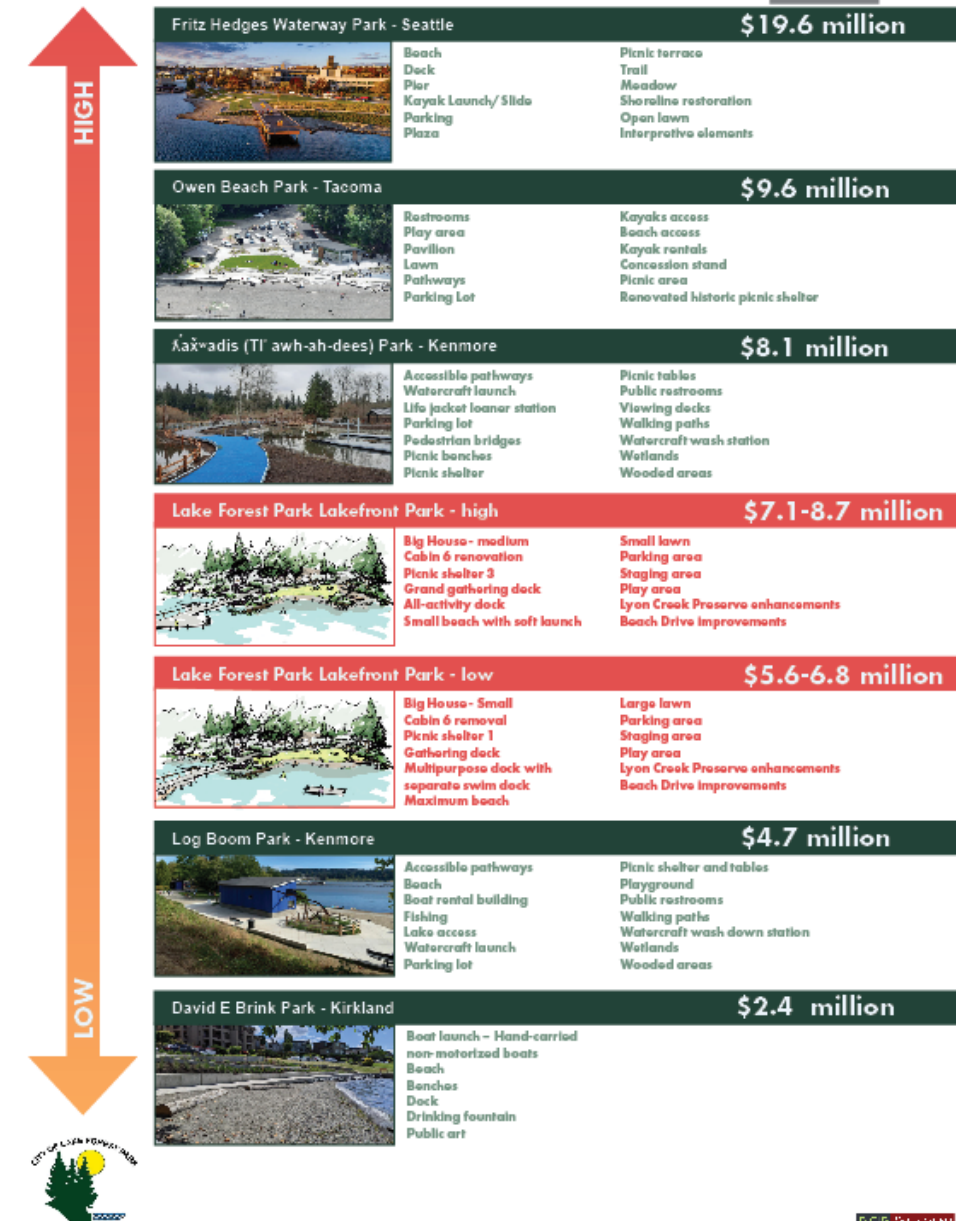 HIGH
Fritz Hedges Waterway Park - Seattle
$19.6 million
Beach
Deck
Pier
Kayak Launch/ Slide
Parking
Plaza
Picnic terrace
Trail
Meadow
Shoreline restoration
Open lawn
Interpretive elements
Owen Beach Park - Tacoma
$9.6 million
Restrooms
Play area
Pavilion
Lawn
Pathways
Parking Lot
Kayaks access
Beach access
Kayak rentals
Concession stand
Picnic area
Renovated historic picnic shelter
ƛ̓ax̌ʷadis (Tl' awh-ah-dees) Park - Kenmore
$8.1 million
Accessible pathways
Watercraft launch
Life jacket loaner station
Parking lot
Pedestrian bridges
Picnic benches
Picnic shelter
Picnic tables
Public restrooms
Viewing decks
Walking paths
Watercraft wash station
Wetlands
Wooded areas
Lake Forest Park Lakefront Park - high
$7.1-8.7 million
Big House - medium
Cabin 6 renovation
Picnic shelter 3
Grand gathering deck
All-activity dock
Small beach with soft launch
Small lawn
Parking area
Staging area
Play area
Lyon Creek Preserve enhancements
Beach Drive improvements
Lake Forest Park Lakefront Park - low
$5.6-6.8 million
Big House - Small
Cabin 6 removal
Picnic shelter 1
Gathering deck
Multipurpose dock with
separate swim dock
Maximum beach
Large lawn
Parking area
Staging area
Play area
Lyon Creek Preserve enhancements
Beach Drive improvements
Log Boom Park - Kenmore
$4.7 million
Accessible pathways
Beach
Boat rental building
Fishing
Lake access
Watercraft launch
Parking lot
Picnic shelter and tables
Playground
Public restrooms
Walking paths
Watercraft wash down station
Wetlands
Wooded areas
LOW
David E Brink Park - Kirkland
$2.4 million
Boat launch – Hand-carried
non-motorized boats
Beach
Benches
Dock
Drinking fountain
Public art
CITY OF LAKE FOREST PARK